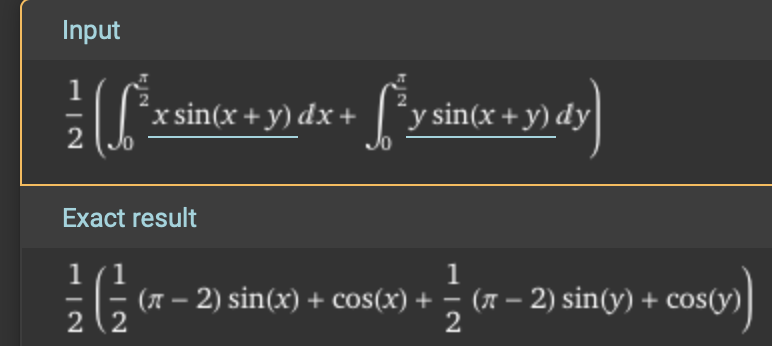 Input
1/2 (∫_0^{π/2} x sin(x + y) dx + ∫_0^{π/2} y sin(x + y) dy)
Exact result
1/2 (1/2 (π − 2) sin(x) + cos(x) + 1/2 (π − 2) sin(y) + cos(y))